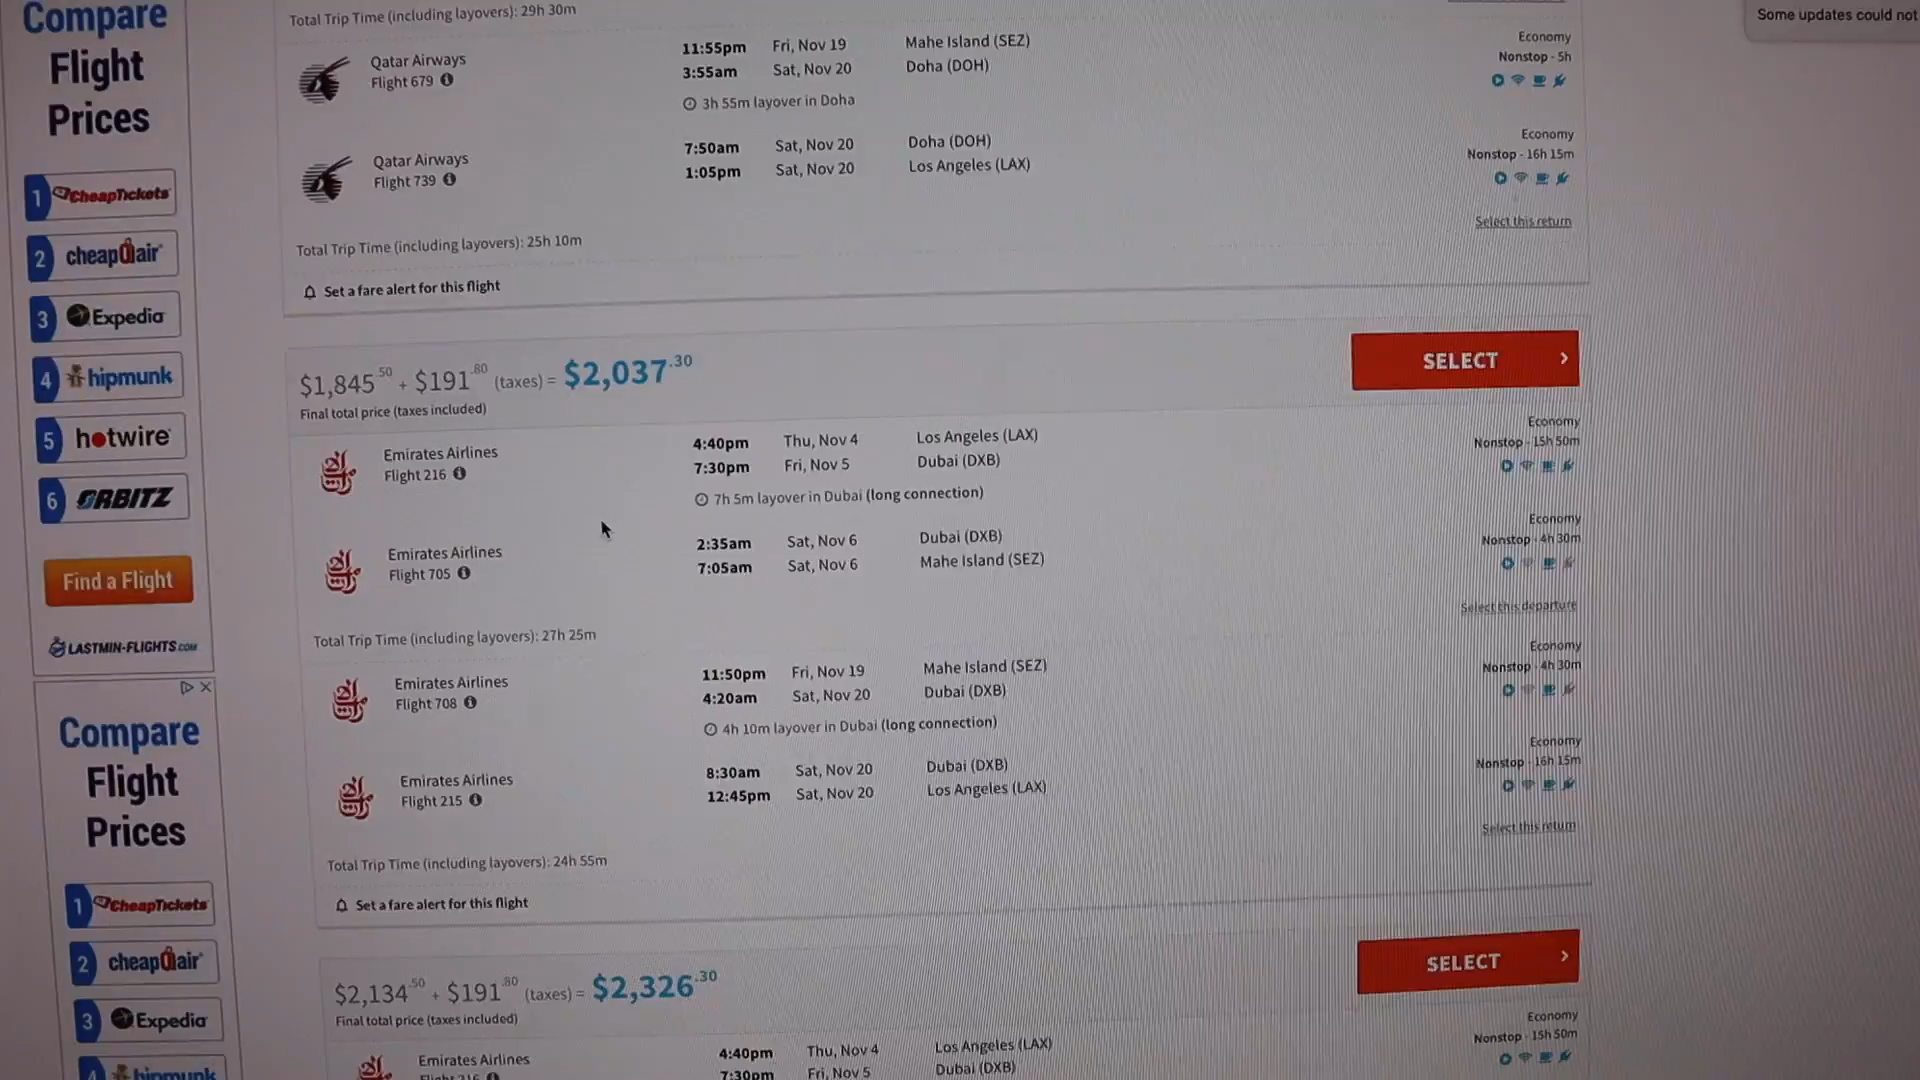 Some updates could not
Compare
Flight
Prices
1 CheapTickets
2 cheapOair
3 Expedia
4 hipmunk
5 hotwire
6 ORBITZ
Find a Flight
LASTMIN-FLIGHTS.COM
Compare
Flight
Prices
1 CheapTickets
2 cheapOair
3 Expedia
4 hipmunk
Total Trip Time (including layovers): 29h 30m
Qatar Airways
Flight 679
11:55pm Fri, Nov 19 Mahe Island (SEZ)
3:55am Sat, Nov 20 Doha (DOH)
3h 55m layover in Doha
Economy
Nonstop - 5h
Qatar Airways
Flight 739
7:50am Sat, Nov 20 Doha (DOH)
1:05pm Sat, Nov 20 Los Angeles (LAX)
Economy
Nonstop - 16h 15m
Select this return
Total Trip Time (including layovers): 25h 10m
Set a fare alert for this flight
$1,845.50 + $191.80 (taxes) = $2,037.30
Final total price (taxes included)
SELECT
Emirates Airlines
Flight 216
4:40pm Thu, Nov 4 Los Angeles (LAX)
7:30pm Fri, Nov 5 Dubai (DXB)
7h 5m layover in Dubai (long connection)
Economy
Nonstop - 15h 50m
Emirates Airlines
Flight 705
2:35am Sat, Nov 6 Dubai (DXB)
7:05am Sat, Nov 6 Mahe Island (SEZ)
Economy
Nonstop - 4h 30m
Select this departure
Total Trip Time (including layovers): 27h 25m
Emirates Airlines
Flight 708
11:50pm Fri, Nov 19 Mahe Island (SEZ)
4:20am Sat, Nov 20 Dubai (DXB)
4h 10m layover in Dubai (long connection)
Economy
Nonstop - 4h 30m
Emirates Airlines
Flight 215
8:30am Sat, Nov 20 Dubai (DXB)
12:45pm Sat, Nov 20 Los Angeles (LAX)
Economy
Nonstop - 16h 15m
Select this return
Total Trip Time (including layovers): 24h 55m
Set a fare alert for this flight
$2,134.50 + $191.80 (taxes) = $2,326.30
Final total price (taxes included)
SELECT
Emirates Airlines
Flight 216
4:40pm Thu, Nov 4 Los Angeles (LAX)
7:30pm Fri, Nov 5 Dubai (DXB)
Economy
Nonstop - 15h 50m